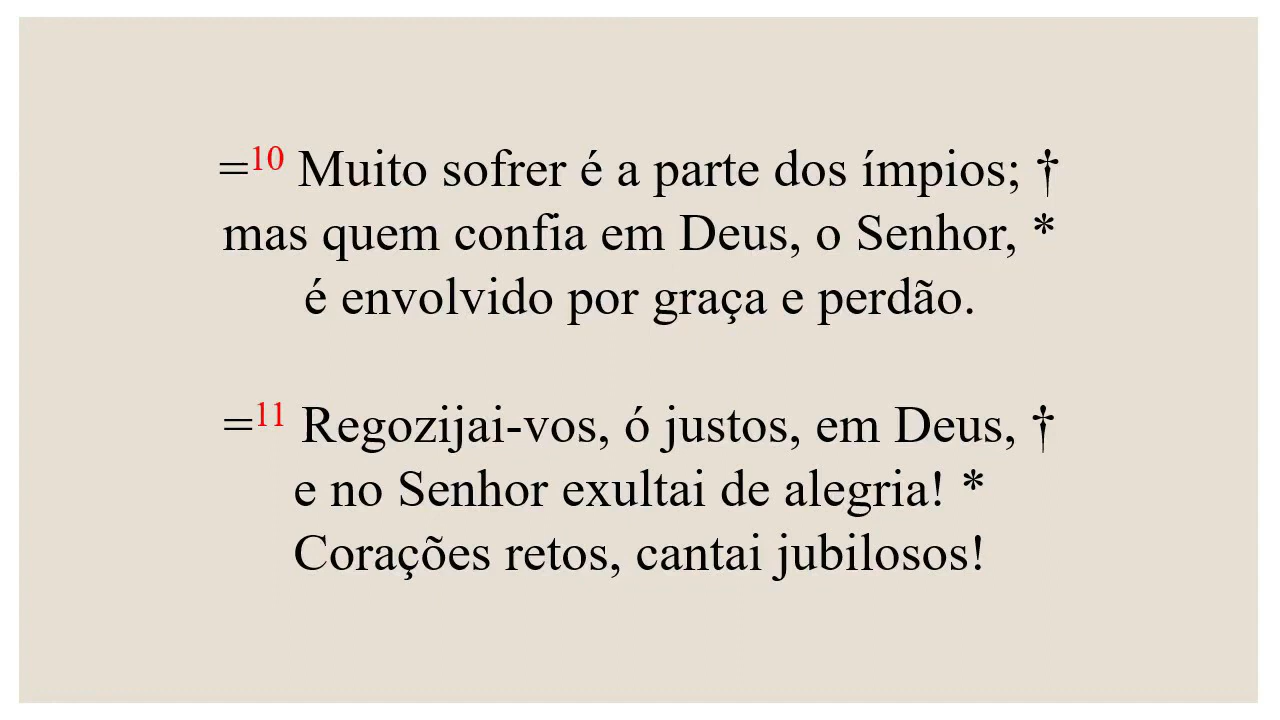 =10 Muito sofrer é a parte dos ímpios; †
mas quem confia em Deus, o Senhor, *
é envolvido por graça e perdão.
=11 Regozijai-vos, ó justos, em Deus, †
e no Senhor exultai de alegria! *
Corações retos, cantai jubilosos!